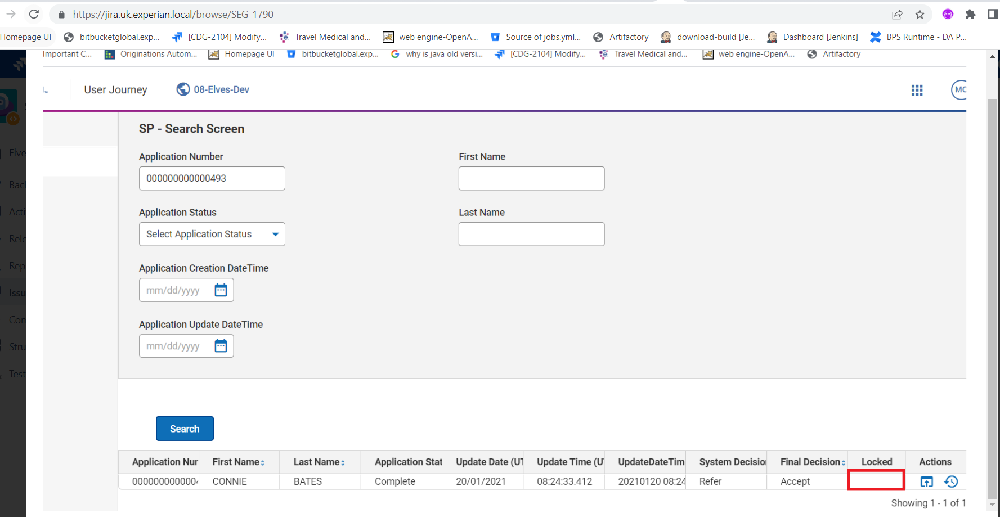 https://jira.uk.experian.local/browse/SEG-1790
Homepage UI bitbucketglobal.exp... [CDG-2104] Modify,... Travel Medical and... web engine-OpenA... Source of jobs.yml... Artifactory download-build [Je... Dashboard [Jenkins] BPS Runtime - DA P...
Important C... Originations Autom... Homepage UI bitbucketglobal.exp... why is java old versi... [CDG-2104] Modify,... Travel Medical and... web engine-OpenA... Artifactory
User Journey 08-Elves-Dev MC
SP - Search Screen
Elve
Back
Acti
Rele
Rep
Issu
Com
Stru
Test
Application Number First Name
000000000000493
Application Status Last Name
Select Application Status
Application Creation DateTime
mm/dd/yyyy
Application Update DateTime
mm/dd/yyyy
Search
Application Nur First Name Last Name Application Stat Update Date (UT Update Time (UT UpdateDateTim System Decisio Final Decision Locked Actions
0000000000004 CONNIE BATES Complete 20/01/2021 08:24:33.412 20210120 08:24 Refer Accept
Showing 1 - 1 of 1